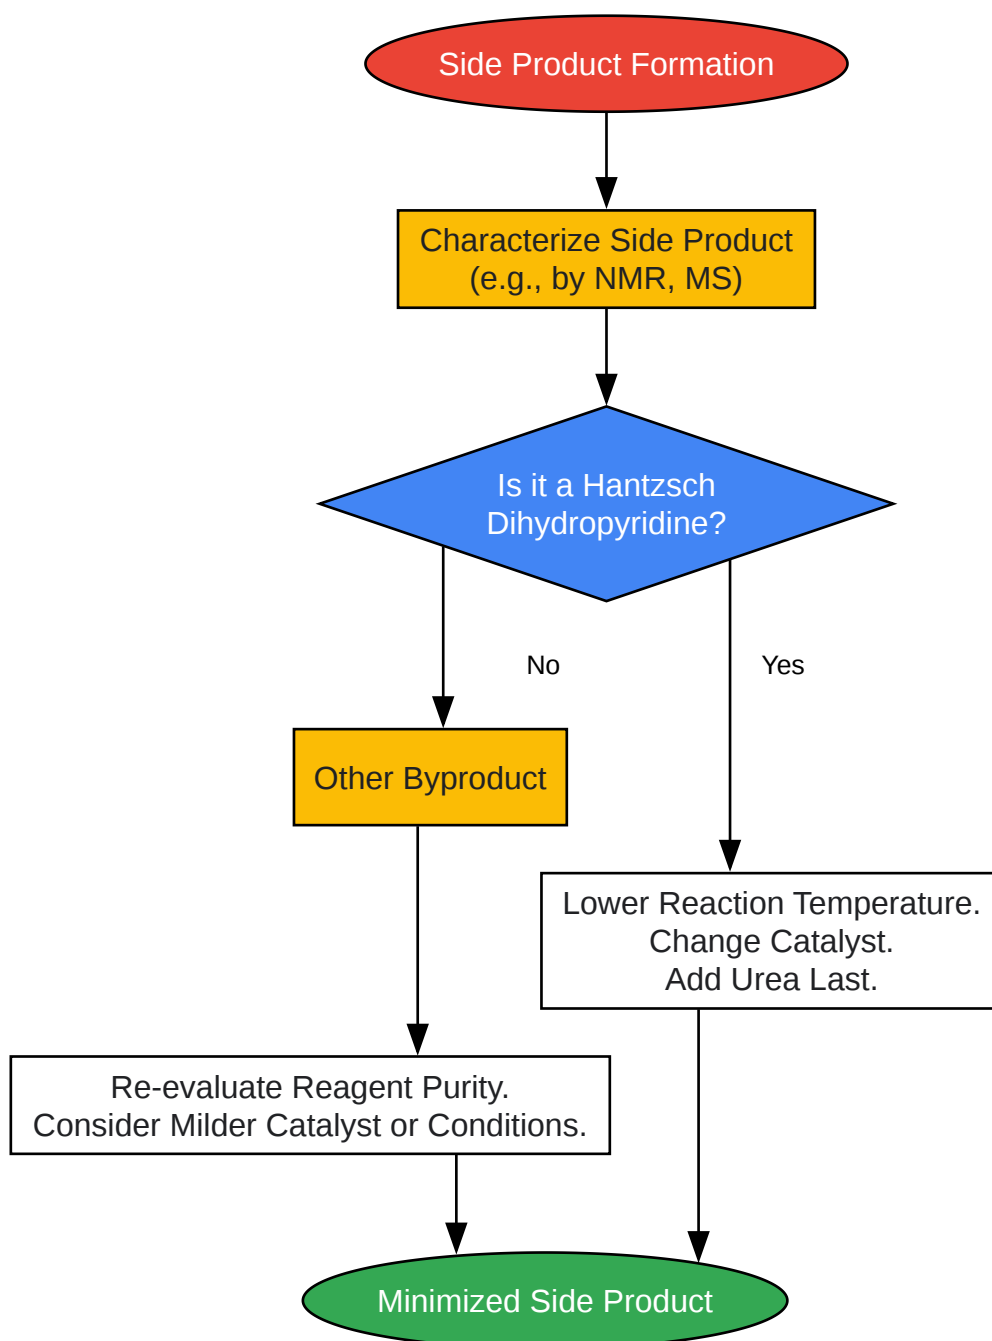 Side Product Formation
Characterize Side Product
(e.g., by NMR, MS)
Is it a Hantzsch
Dihydropyridine?
No
Yes
Other Byproduct
Lower Reaction Temperature.
Change Catalyst.
Add Urea Last.
Re-evaluate Reagent Purity.
Consider Milder Catalyst or Conditions.
Minimized Side Product